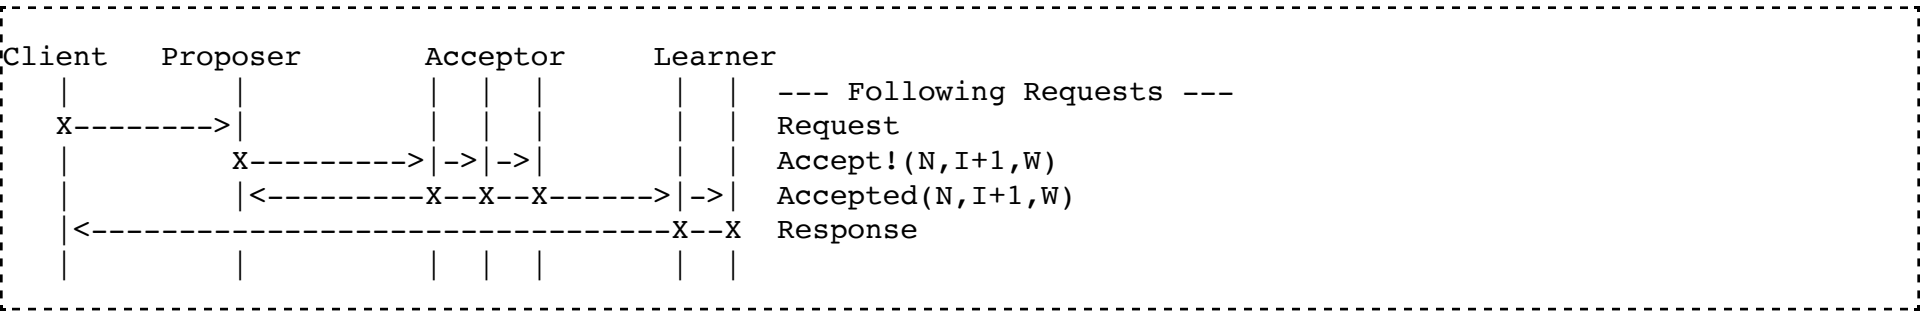 Client   Proposer       Acceptor     Learner
   |         |          |  |  |       |  |  --- Following Requests ---
   X-------->|          |  |  |       |  |  Request
   |         X--------->|->|->|       |  |  Accept!(N,I+1,W)
   |         |<---------X--X--X------>|->|  Accepted(N,I+1,W)
   |<---------------------------------X--X  Response
   |         |          |  |  |       |  |